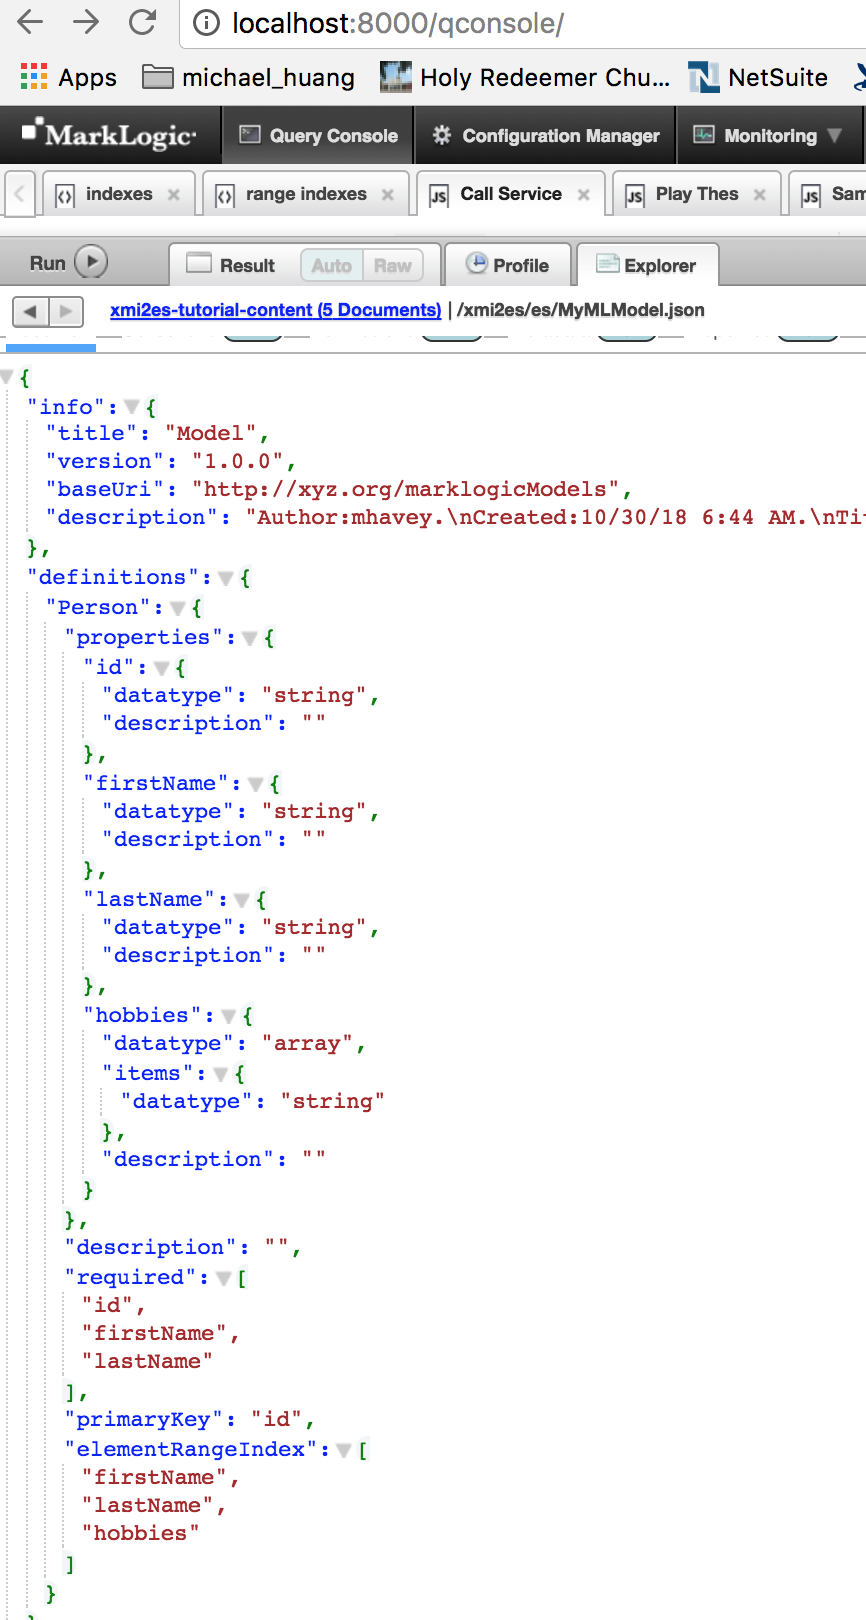 localhost:8000/qconsole/
Apps michael_huang Holy Redeemer Chu... NetSuite
MarkLogic Query Console Configuration Manager Monitoring
indexes × range indexes × JS Call Service × JS Play Thes × JS Sam
Run Result Auto Raw Profile Explorer
xmi2es-tutorial-content (5 Documents) | /xmi2es/es/MyMLModel.json
{
"info": {
"title": "Model",
"version": "1.0.0",
"baseUri": "http://xyz.org/marklogicModels",
"description": "Author:mhavey.\nCreated:10/30/18 6:44 AM.\nTi
},
"definitions": {
"Person": {
"properties": {
"id": {
"datatype": "string",
"description": ""
},
"firstName": {
"datatype": "string",
"description": ""
},
"lastName": {
"datatype": "string",
"description": ""
},
"hobbies": {
"datatype": "array",
"items": {
"datatype": "string"
},
"description": ""
}
},
"description": "",
"required": [
"id",
"firstName",
"lastName"
],
"primaryKey": "id",
"elementRangeIndex": [
"firstName",
"lastName",
"hobbies"
]
}